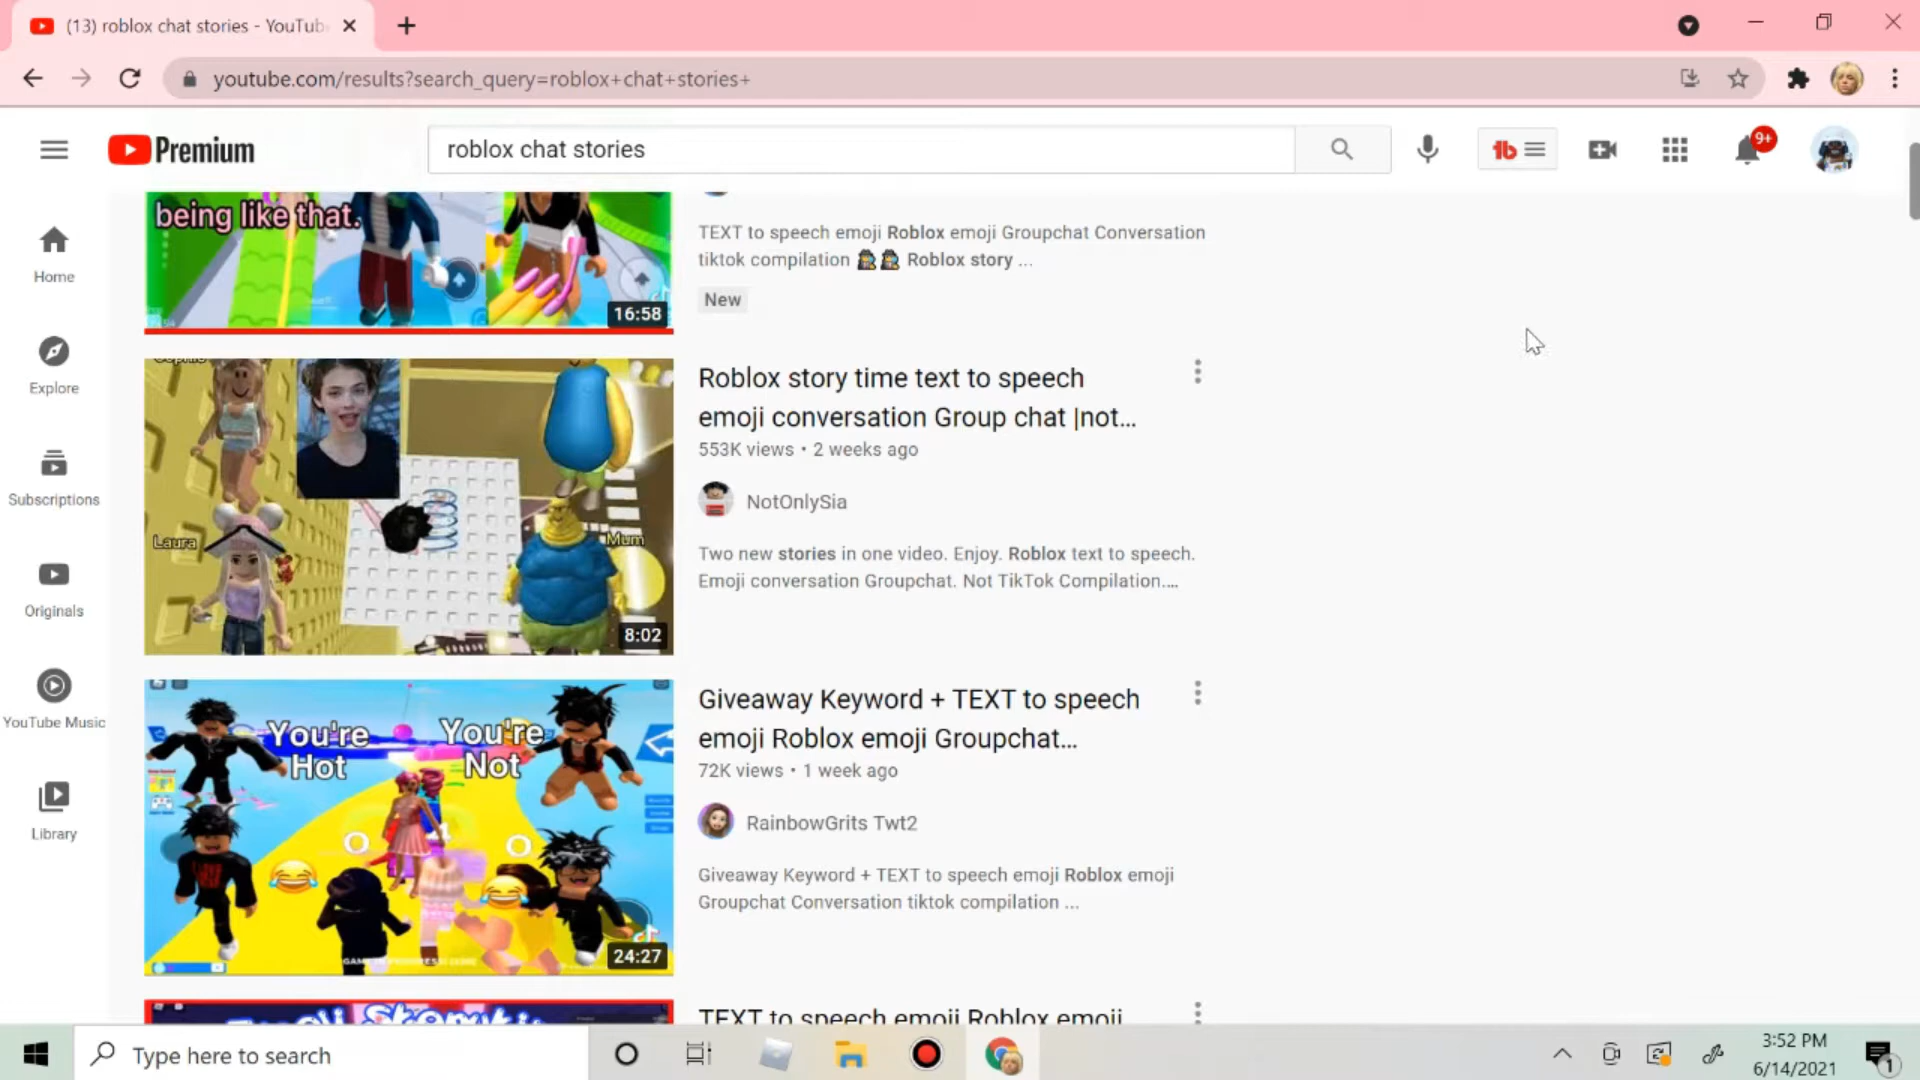 (13) roblox chat stories - YouTub
youtube.com/results?search_query=roblox+chat+stories+
Premium
roblox chat stories
9+
Home
Explore
Subscriptions
Originals
YouTube Music
Library
being like that.
16:58
TEXT to speech emoji Roblox emoji Groupchat Conversation
tiktok compilation 👩‍🎓👩‍🎓 Roblox story ...
New
Laura
Mum
8:02
Roblox story time text to speech
emoji conversation Group chat |not...
553K views • 2 weeks ago
NotOnlySia
Two new stories in one video. Enjoy. Roblox text to speech.
Emoji conversation Groupchat. Not TikTok Compilation....
You're
Hot
You're
Not
24:27
Giveaway Keyword + TEXT to speech
emoji Roblox emoji Groupchat...
72K views • 1 week ago
RainbowGrits Twt2
Giveaway Keyword + TEXT to speech emoji Roblox emoji
Groupchat Conversation tiktok compilation ...
TEXT to speech emoji Roblox emoji
Type here to search
3:52 PM
6/14/2021
1